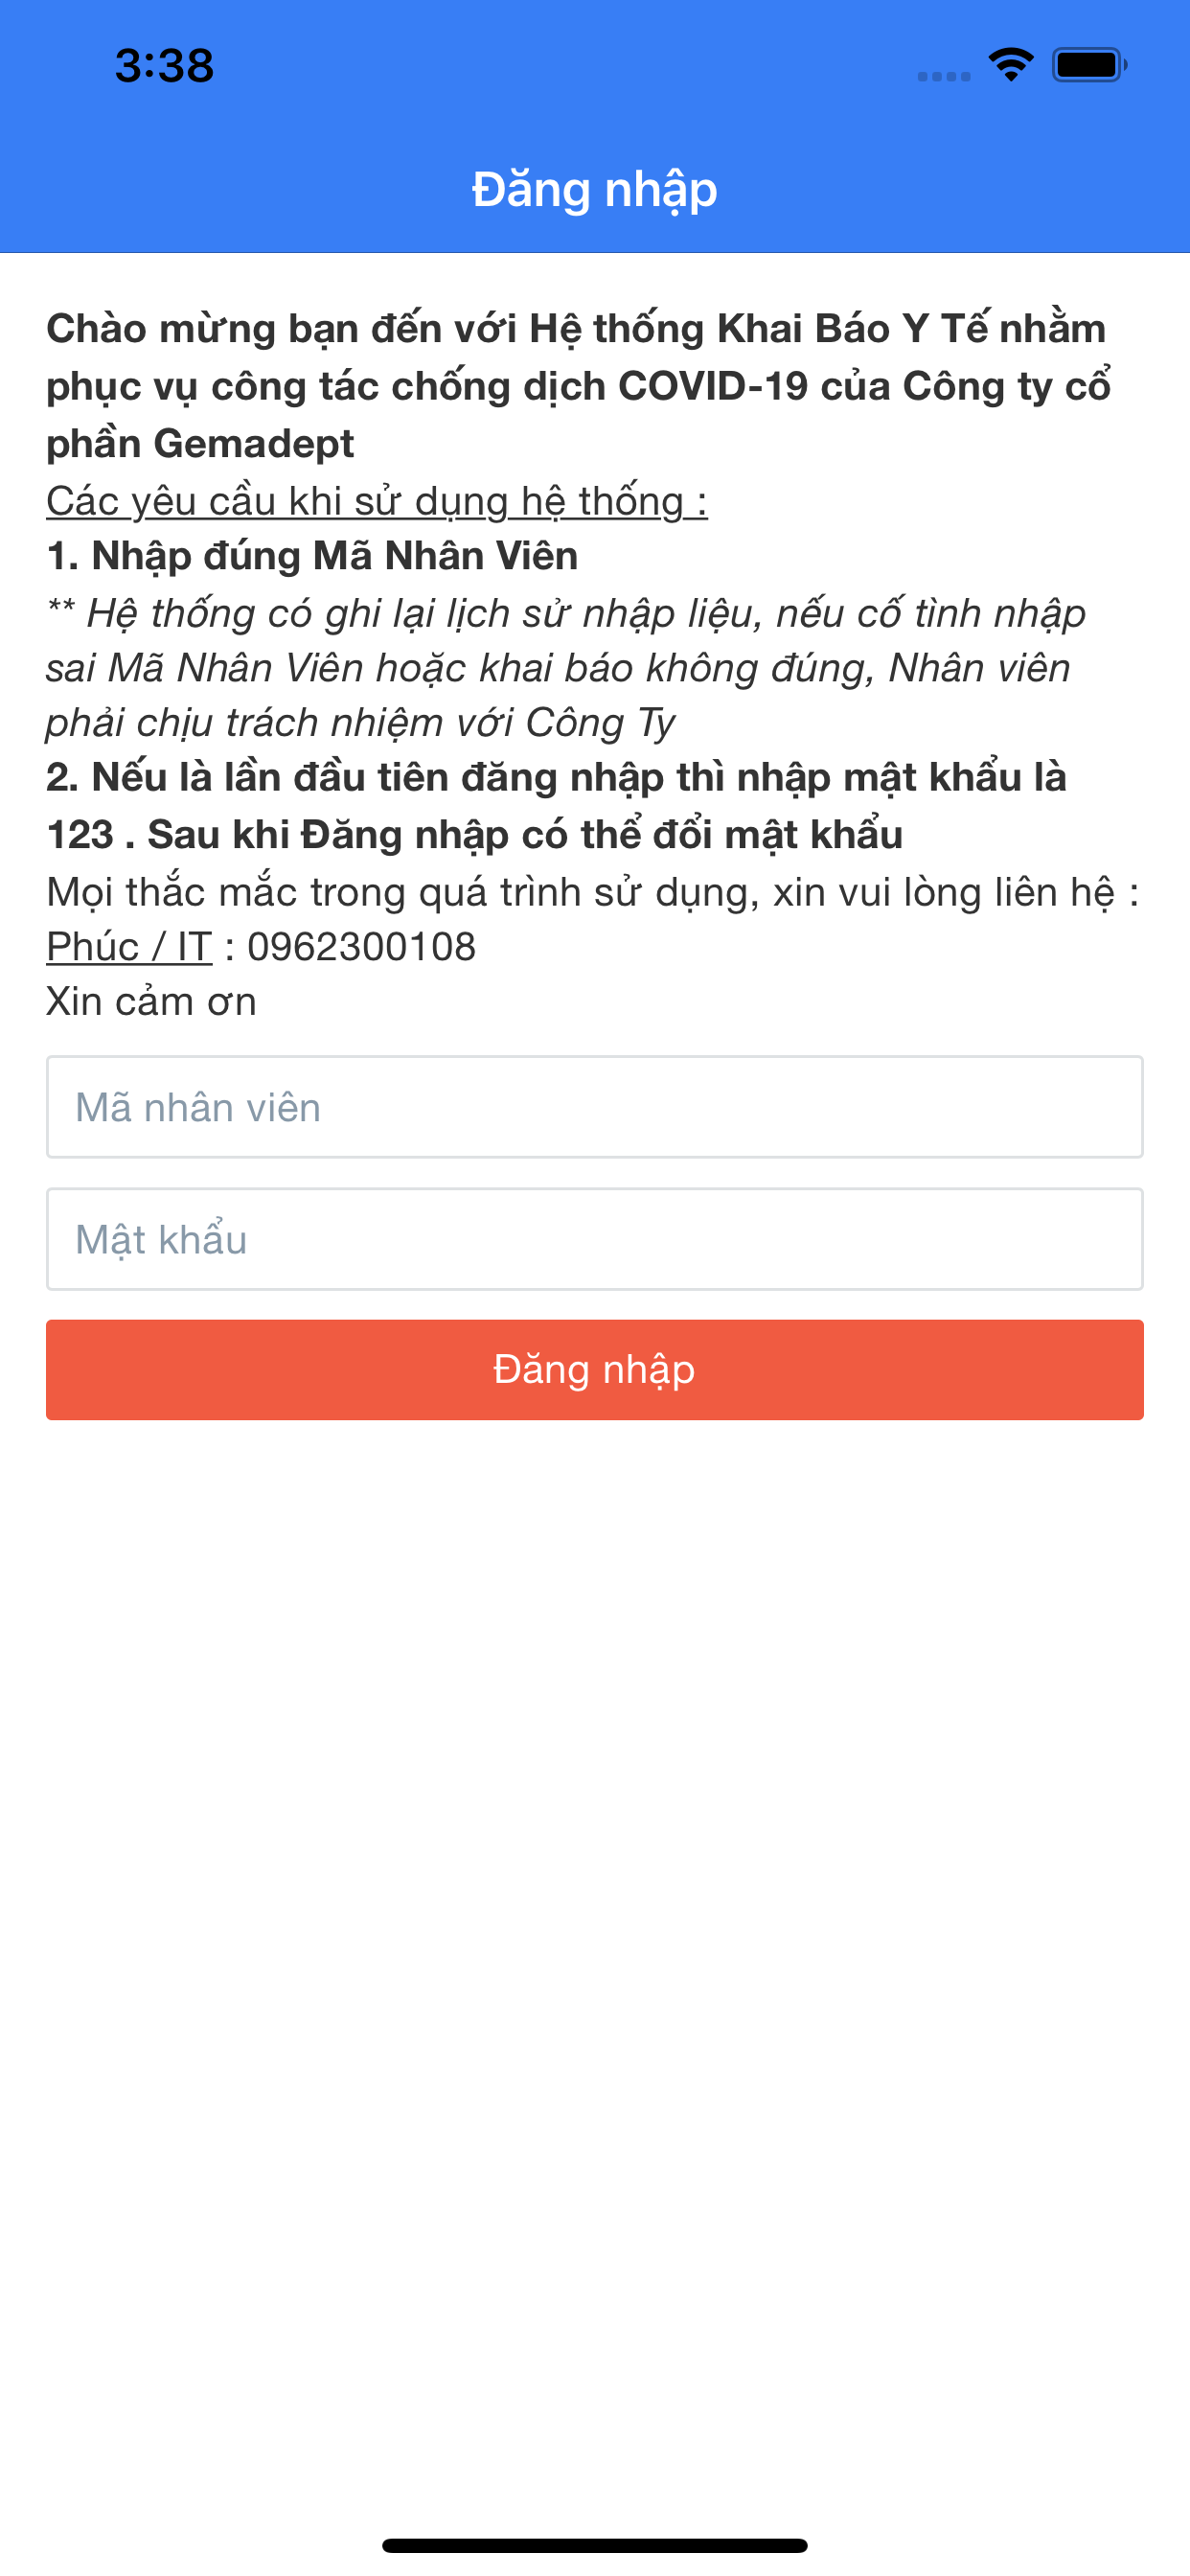 3:38
Đăng nhập
Chào mừng bạn đến với Hệ thống Khai Báo Y Tế nhằm
phục vụ công tác chống dịch COVID-19 của Công ty cổ
phần Gemadept
Các yêu cầu khi sử dụng hệ thống :
1. Nhập đúng Mã Nhân Viên
** Hệ thống có ghi lại lịch sử nhập liệu, nếu cố tình nhập
sai Mã Nhân Viên hoặc khai báo không đúng, Nhân viên
phải chịu trách nhiệm với Công Ty
2. Nếu là lần đầu tiên đăng nhập thì nhập mật khẩu là
123 . Sau khi Đăng nhập có thể đổi mật khẩu
Mọi thắc mắc trong quá trình sử dụng, xin vui lòng liên hệ :
Phúc / IT : 0962300108
Xin cảm ơn
Mã nhân viên
Mật khẩu
Đăng nhập